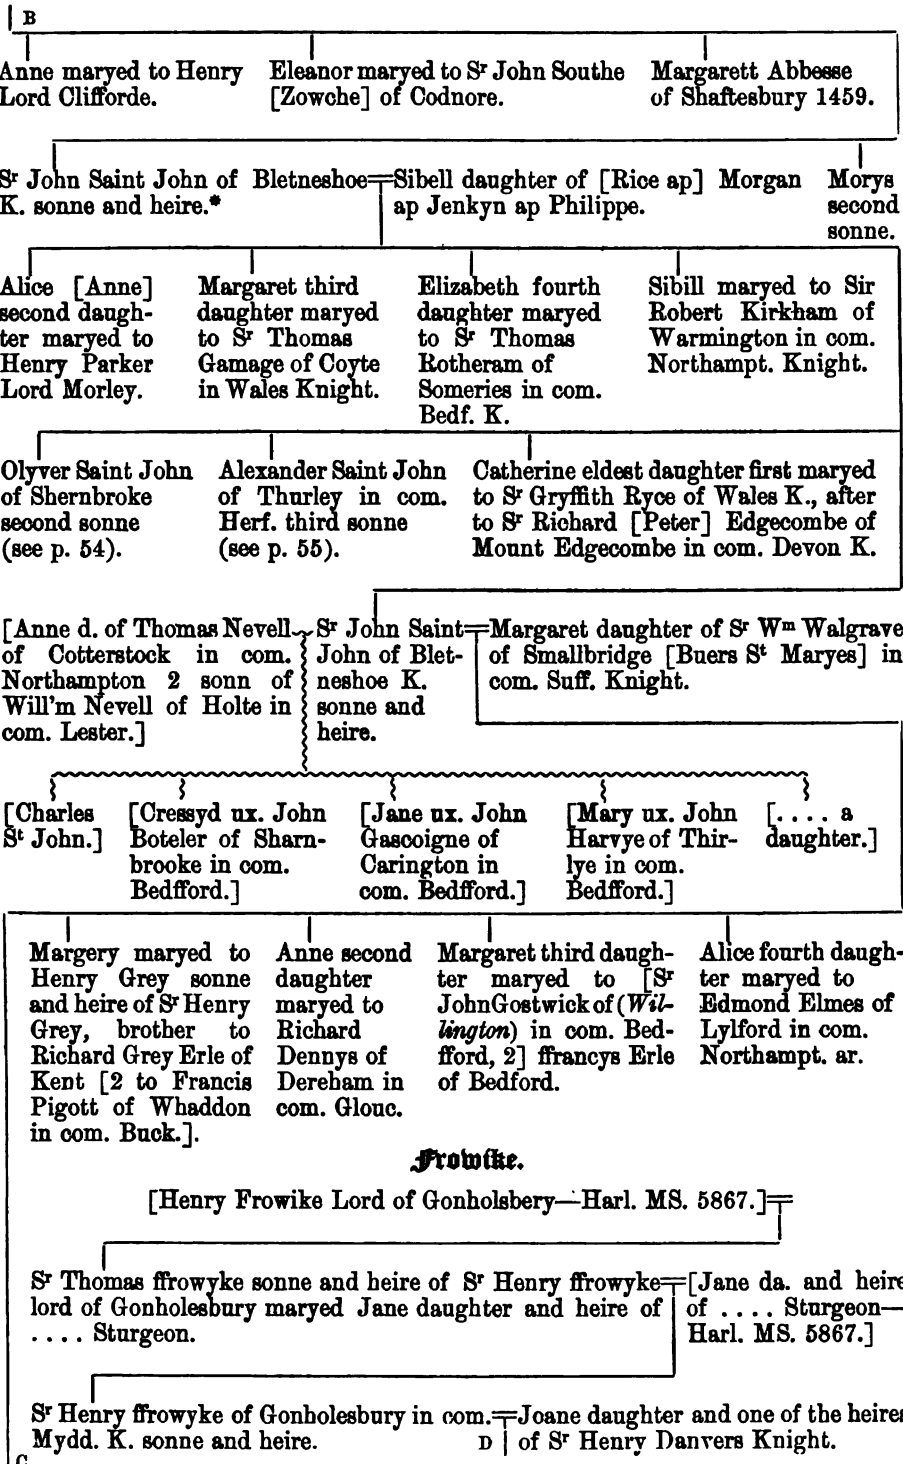 B
Anne maryed to Henry
Lord Clifforde.
Eleanor maryed to Sʳ John Southe
[Zowche] of Codnore.
Margarett Abbesse
of Shaftesbury 1459.
Sʳ John Saint John of Bletneshoe
K. sonne and heire.*
Sibell daughter of [Rice ap] Morgan
ap Jenkyn ap Philippe.
Morys
second
sonne.
Alice [Anne]
second daugh-
ter maryed to
Henry Parker
Lord Morley.
Margaret third
daughter maryed
to Sʳ Thomas
Gamage of Coyte
in Wales Knight.
Elizabeth fourth
daughter maryed
to Sʳ Thomas
Rotheram of
Someries in com.
Bedf. K.
Sibill maryed to Sir
Robert Kirkham of
Warmington in com.
Northampt. Knight.
Olyver Saint John
of Shernbroke
second sonne
(see p. 54).
Alexander Saint John
of Thurley in com.
Herf. third sonne
(see p. 55).
Catherine eldest daughter first maryed
to Sʳ Gryffith Ryce of Wales K., after
to Sʳ Richard [Peter] Edgecombe of
Mount Edgecombe in com. Devon K.
[Anne d. of Thomas Nevell
of Cotterstock in com.
Northampton 2 sonn of
Will'm Nevell of Holte in
com. Lester.]
Sʳ John Saint
John of Blet-
neshoe K.
sonne and
heire.
Margaret daughter of Sʳ Wᵐ Walgrave
of Smallbridge [Buers Sᵗ Maryes] in
com. Suff. Knight.
[Charles
Sᵗ John.]
[Cressyd ux. John
Boteler of Sharn-
brooke in com.
Bedfford.]
[Jane ux. John
Gascoigne of
Carington in
com. Bedfford.]
[Mary ux. John
Harvye of Thir-
lye in com.
Bedfford.]
[.... a
daughter.]
Margery maryed to
Henry Grey sonne
and heire of Sʳ Henry
Grey, brother to
Richard Grey Erle of
Kent [2 to Francis
Pigott of Whaddon
in com. Buck.].
Anne second
daughter
maryed to
Richard
Dennys of
Dereham in
com. Glouc.
Margaret third daugh-
ter maryed to [Sʳ
John Gostwick of (Wil-
lington) in com. Bed-
fford, 2] ffrancys Erle
of Bedford.
Alice fourth daugh-
ter maryed to
Edmond Elmes of
Lylford in com.
Northampt. ar.
Frowike.
[Henry Frowike Lord of Gonholsbery—Harl. MS. 5867.]
Sʳ Thomas ffrowyke sonne and heire of Sʳ Henry ffrowyke
lord of Gonholesbury maryed Jane daughter and heire of
.... Sturgeon.
[Jane da. and heire
of .... Sturgeon—
Harl. MS. 5867.]
Sʳ Henry ffrowyke of Gonholesbury in com.
Mydd. K. sonne and heire.
Joane daughter and one of the heires
of Sʳ Henry Danvers Knight.
D
C